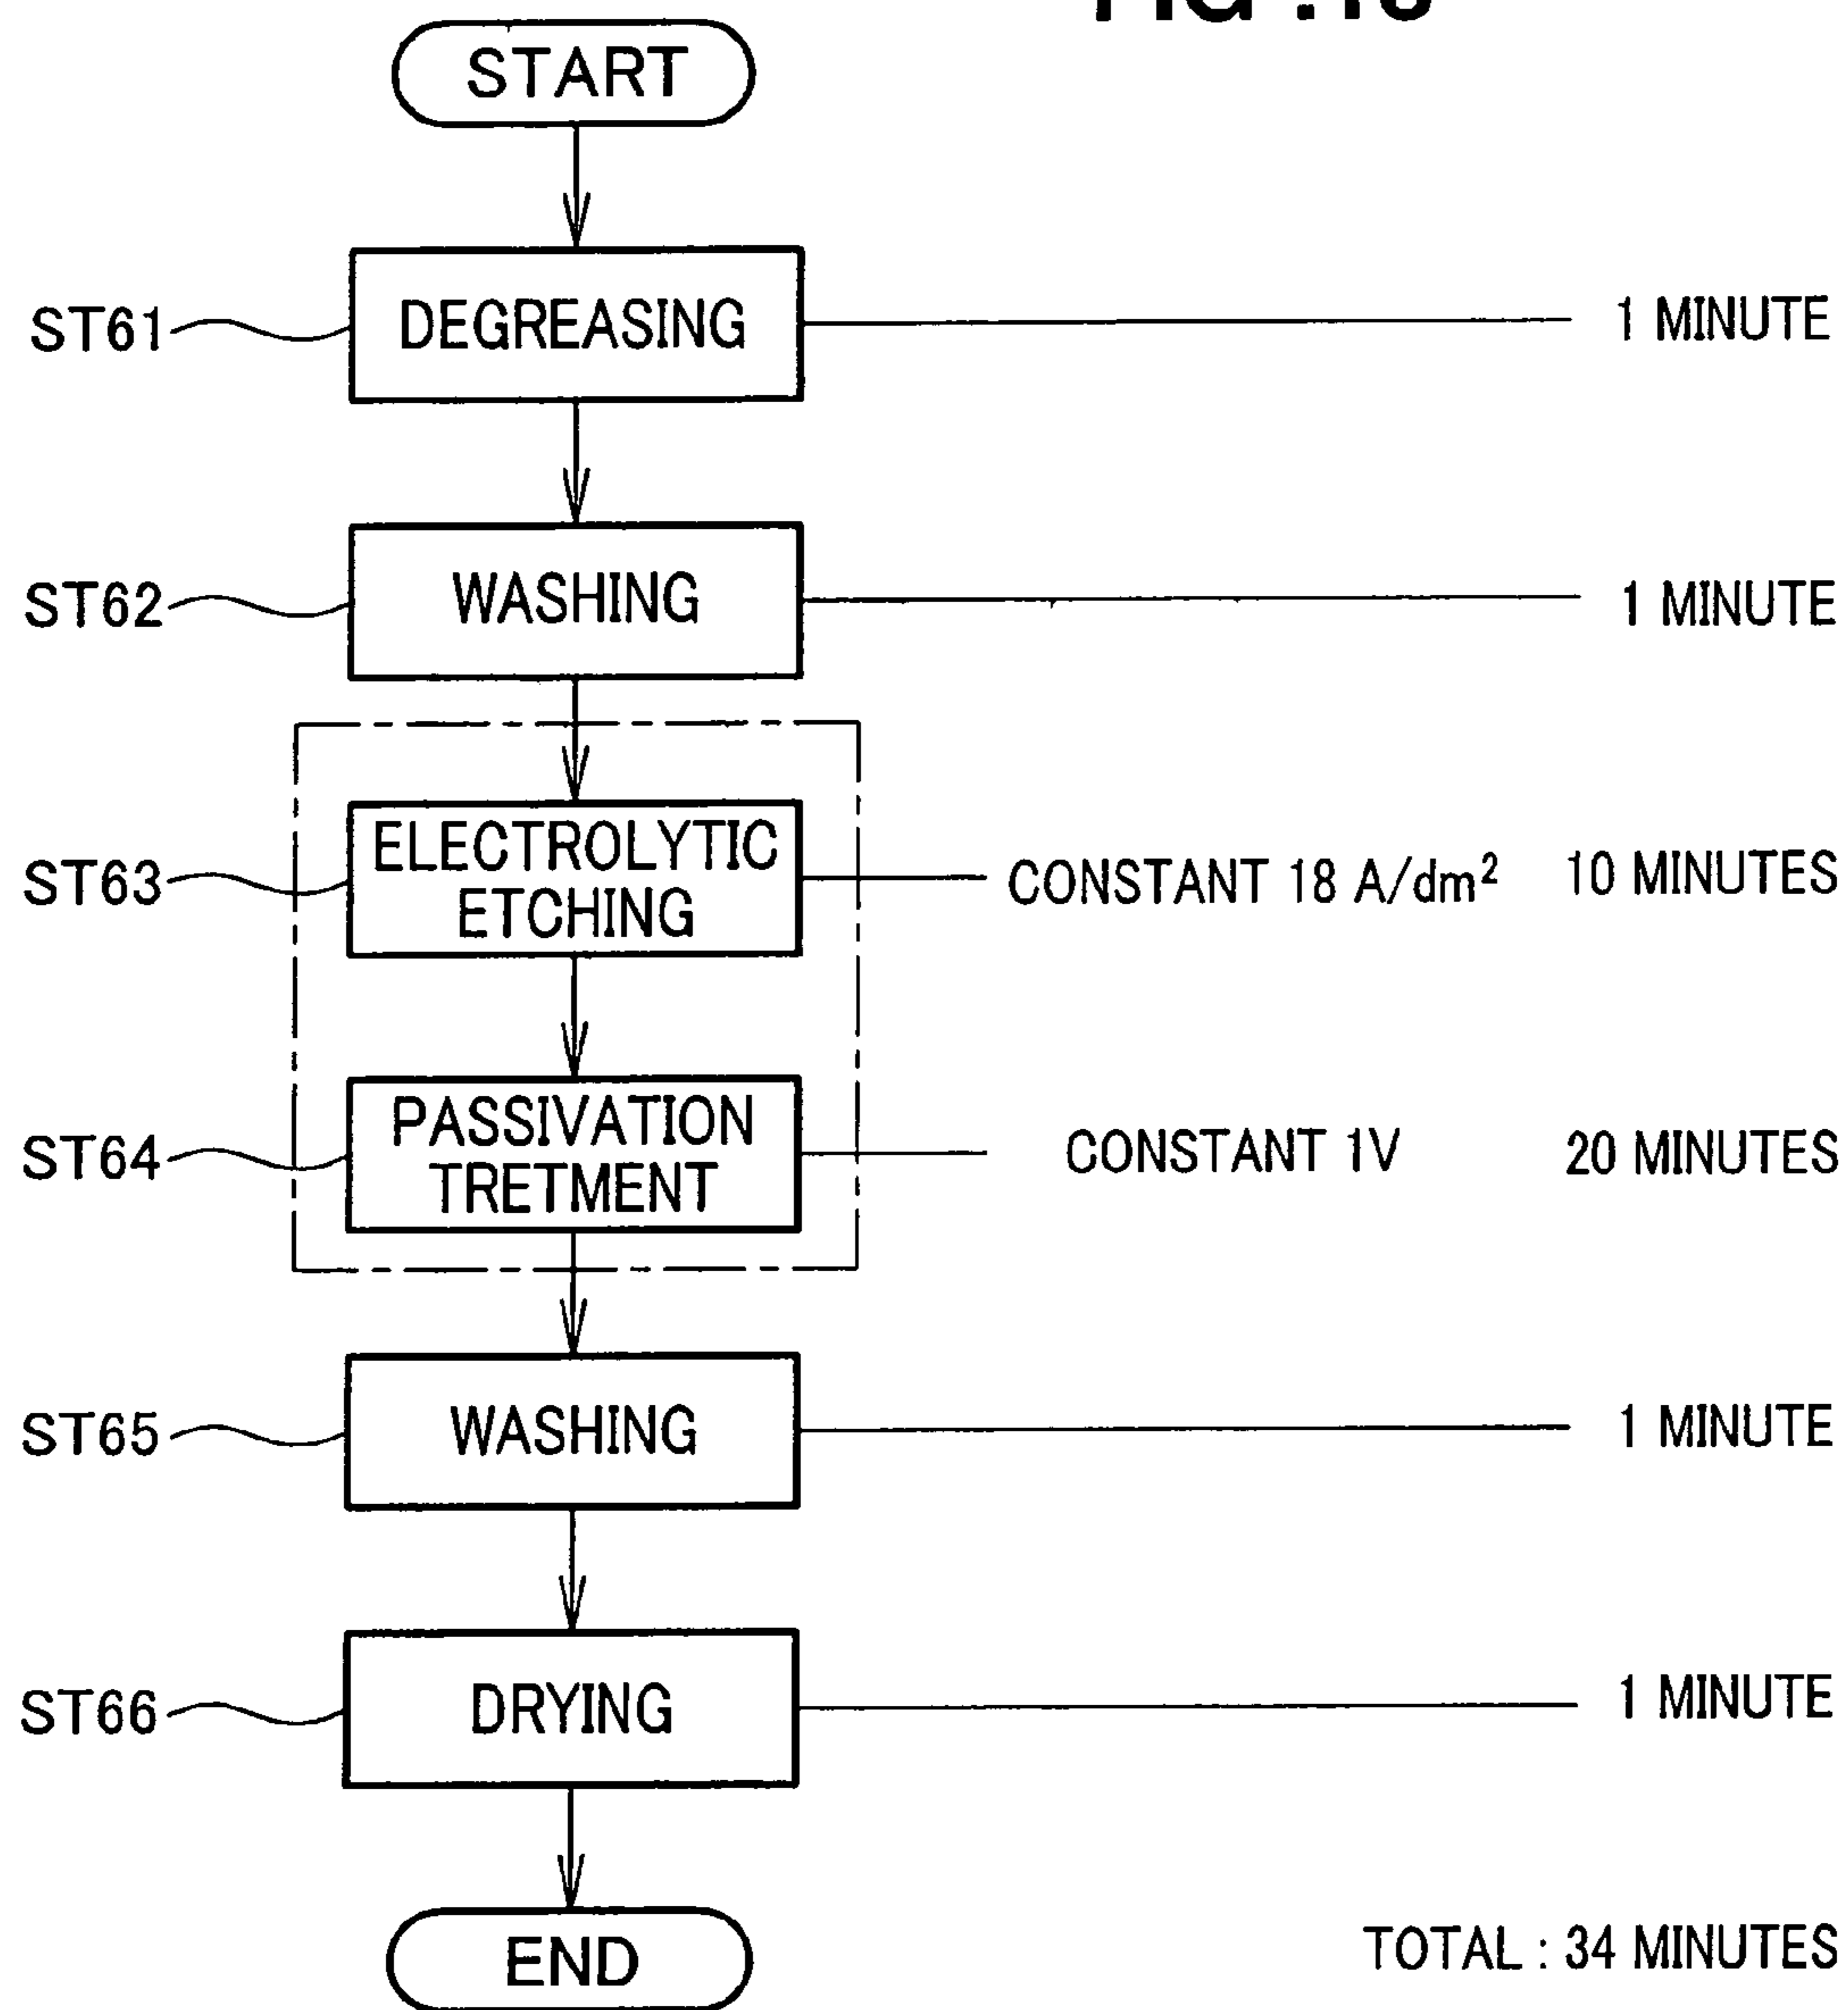 START
ST61 DEGREASING 1 MINUTE
ST62 WASHING 1 MINUTE
ST63 ELECTROLYTIC ETCHING CONSTANT 18 A/dm² 10 MINUTES
ST64 PASSIVATION TRETMENT CONSTANT 1V 20 MINUTES
ST65 WASHING 1 MINUTE
ST66 DRYING 1 MINUTE
END
TOTAL : 34 MINUTES